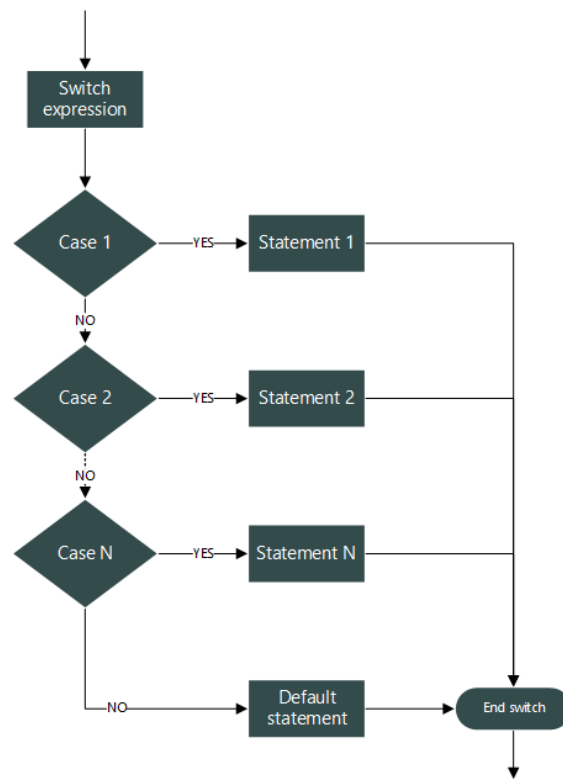 Switch
expression
Case 1
YES
Statement 1
NO
Case 2
YES
Statement 2
NO
Case N
YES
Statement N
NO
Default
statement
End switch